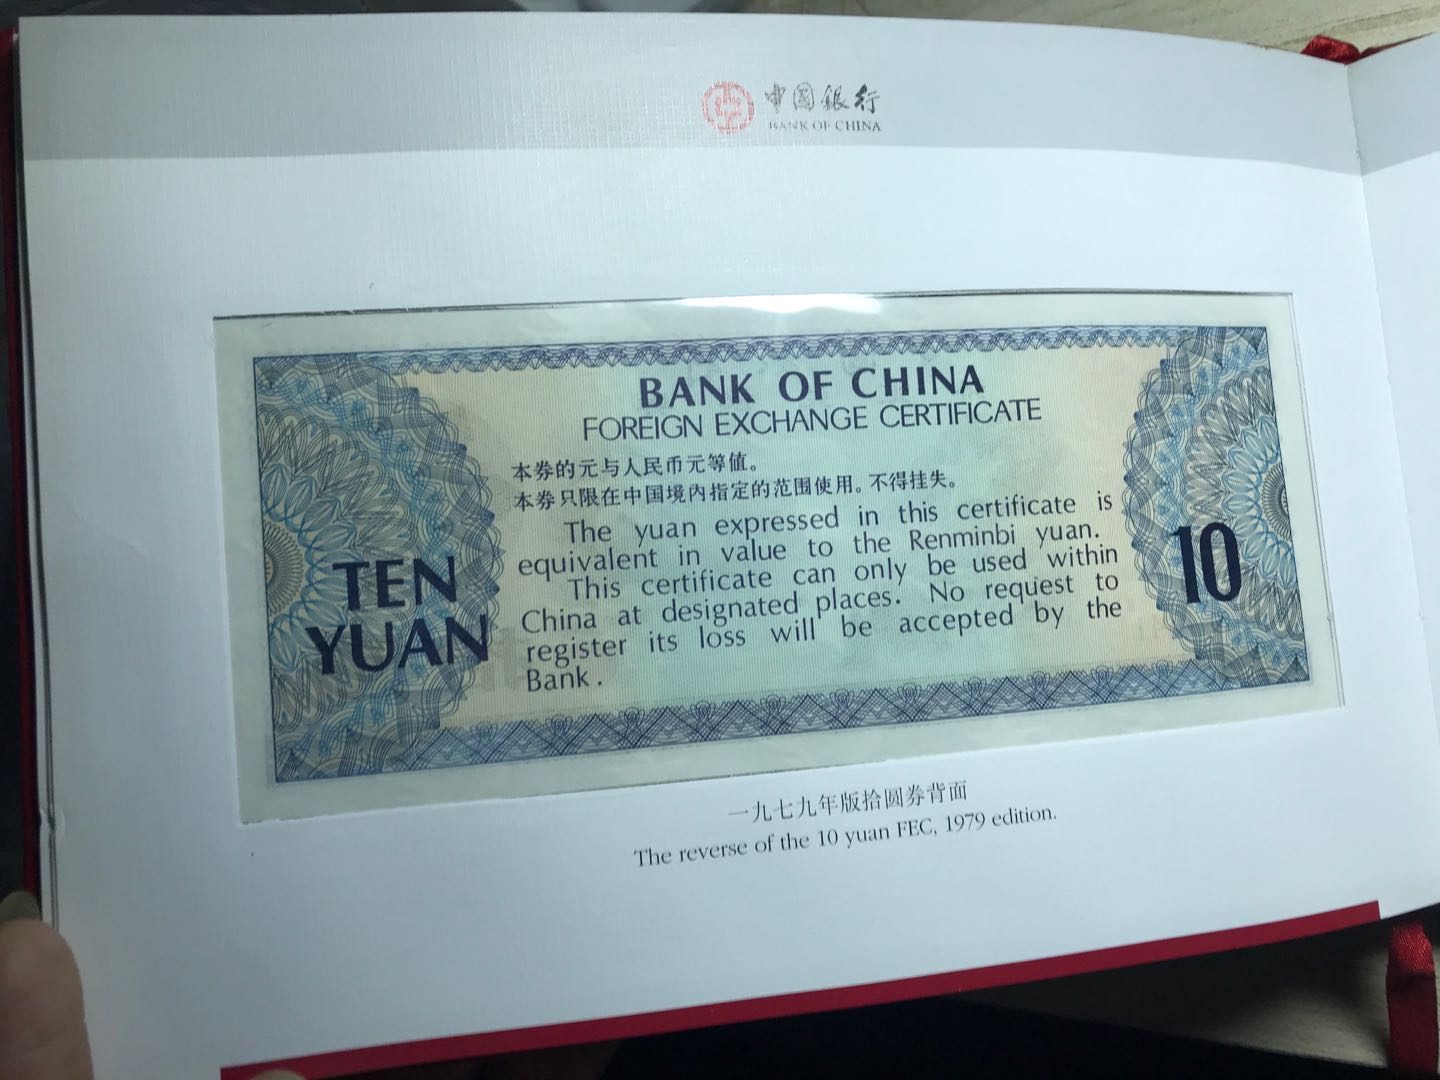 中国銀行
BANK OF CHINA
BANK OF CHINA
FOREIGN EXCHANGE CERTIFICATE
本券的元与人民币元等值。
本券只限在中国境内指定的范围使用。不得挂失。
The yuan expressed in this certificate is
equivalent in value to the Renminbi yuan.
This certificate can only be used within
China at designated places. No request to
register its loss will be accepted by the
Bank.
TEN
YUAN
10
一九七九年版拾圆券背面
The reverse of the 10 yuan FEC, 1979 edition.